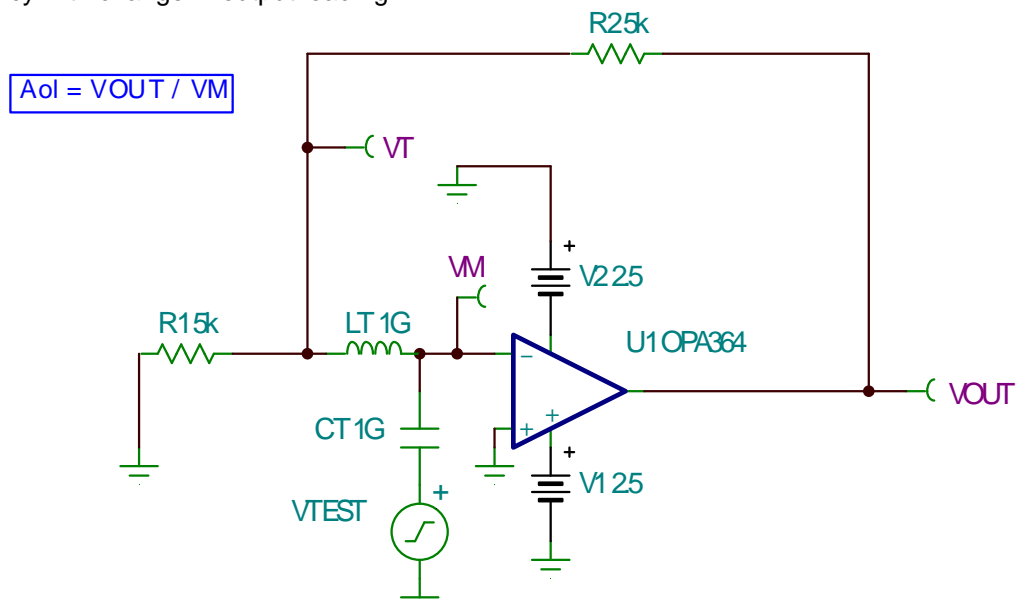 R2 5k
Aol = VOUT / VM
VT
+
VM
V2 2.5
R1 5k
LT 1G
U1 OPA364
−
VOUT
CT 1G
+
+
+
V1 2.5
VTEST
+